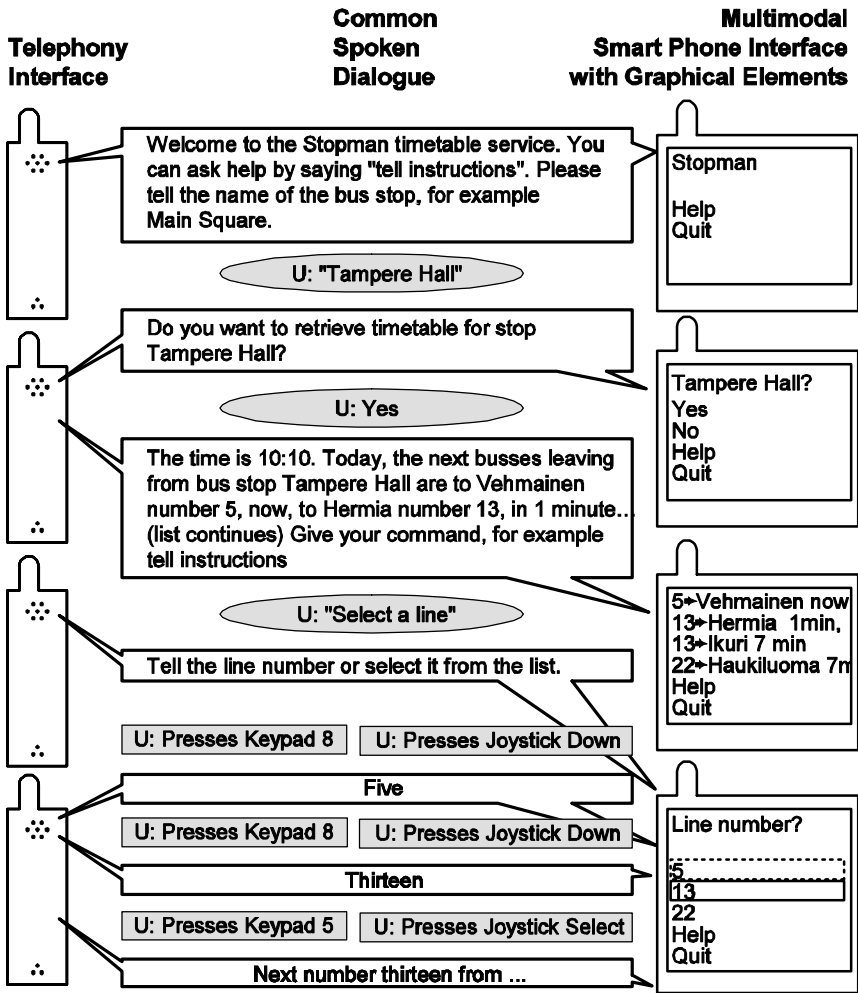 Telephony
Interface
Common
Spoken
Dialogue
Multimodal
Smart Phone Interface
with Graphical Elements
Welcome to the Stopman timetable service. You
can ask help by saying "tell instructions". Please
tell the name of the bus stop, for example
Main Square.
Stopman
Help
Quit
U: "Tampere Hall"
Do you want to retrieve timetable for stop
Tampere Hall?
Tampere Hall?
Yes
No
Help
Quit
U: Yes
The time is 10:10. Today, the next busses leaving
from bus stop Tampere Hall are to Vehmainen
number 5, now, to Hermia number 13, in 1 minute...
(list continues) Give your command, for example
tell instructions
5→Vehmainen now
13→Hermia 1min,
13→Ikuri 7 min
22→Haukiluoma 7m
Help
Quit
U: "Select a line"
Tell the line number or select it from the list.
U: Presses Keypad 8
U: Presses Joystick Down
Five
U: Presses Keypad 8
U: Presses Joystick Down
Thirteen
U: Presses Keypad 5
U: Presses Joystick Select
Next number thirteen from ...
Line number?
5
13
22
Help
Quit